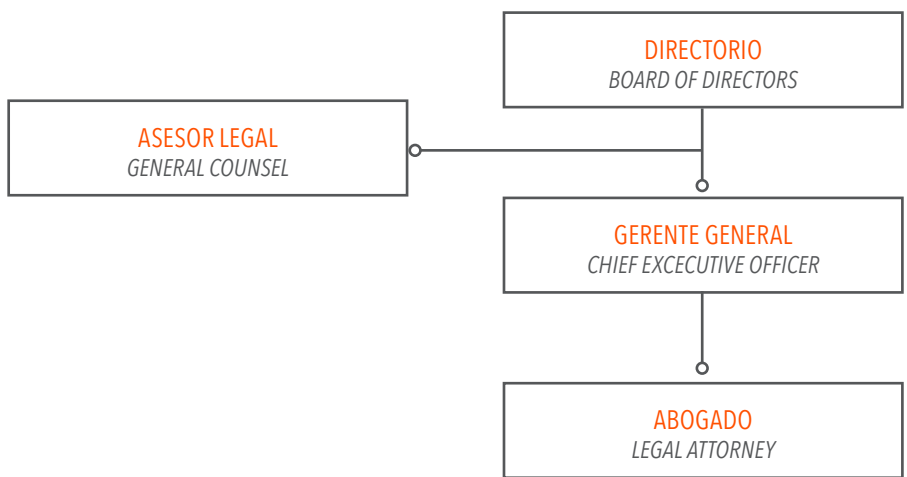 DIRECTORIO
BOARD OF DIRECTORS
ASESOR LEGAL
GENERAL COUNSEL
GERENTE GENERAL
CHIEF EXCECUTIVE OFFICER
ABOGADO
LEGAL ATTORNEY